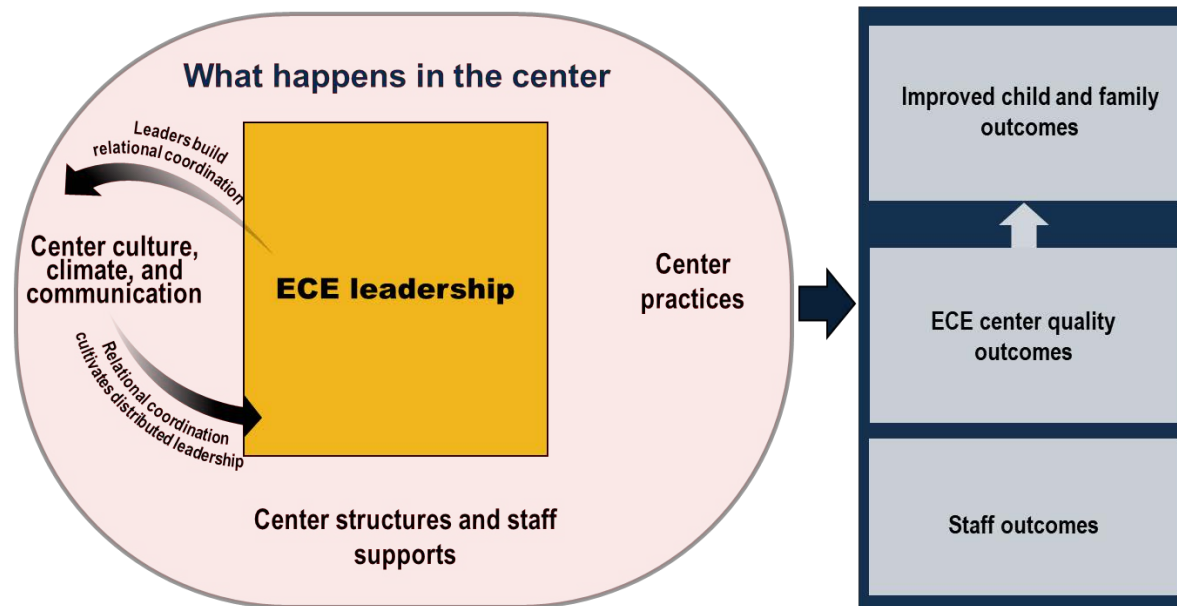 What happens in the center
Leaders build
relational coordination
Center culture,
climate, and
communication
Relational coordination
cultivates distributed leadership
ECE leadership
Center
practices
Center structures and staff
supports
Improved child and family
outcomes
ECE center quality
outcomes
Staff outcomes